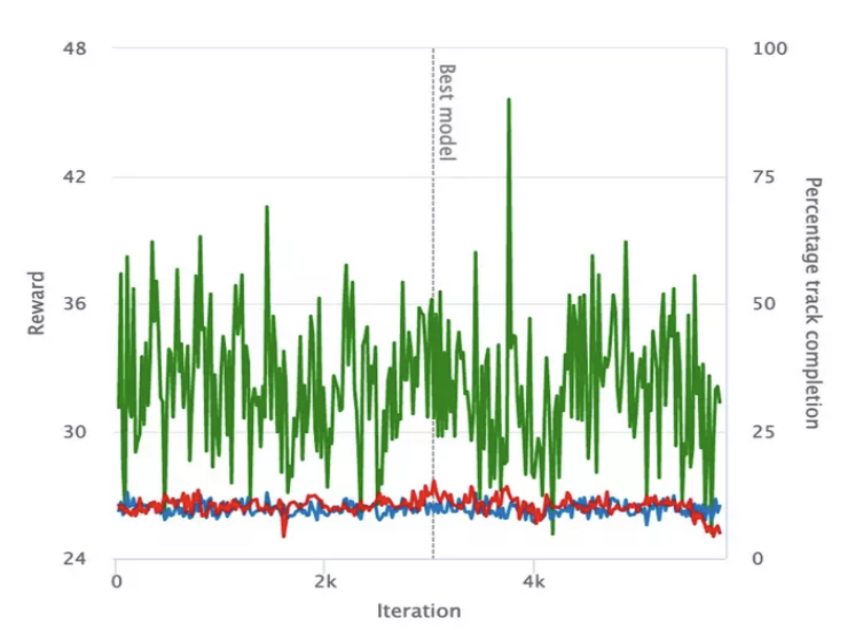 48
42
36
30
24
Reward
100
75
50
25
0
Percentage track completion
Best model
0
2k
4k
Iteration